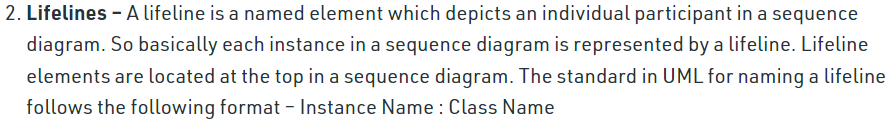 2. Lifelines – A lifeline is a named element which depicts an individual participant in a sequence
diagram. So basically each instance in a sequence diagram is represented by a lifeline. Lifeline
elements are located at the top in a sequence diagram. The standard in UML for naming a lifeline
follows the following format – Instance Name : Class Name